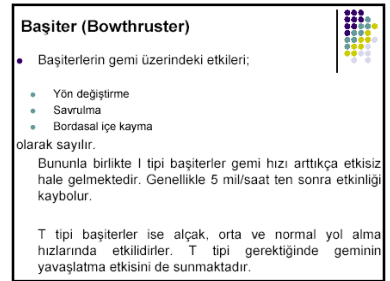 Başiter (Bowthruster)
Başiterlerin gemi üzerindeki etkileri;
Yön değiştirme
Savrulma
Bordasal içe kayma
olarak sayılır.
Bununla birlikte I tipi başiterler gemi hızı arttıkça etkisiz
hale gelmektedir. Genellikle 5 mil/saat ten sonra etkinliği
kaybolur.
T tipi başiterler ise alçak, orta ve normal yol alma
hızlarında etkilidirler. T tipi gerektiğinde geminin
yavaşlatma etkisini de sunmaktadır.